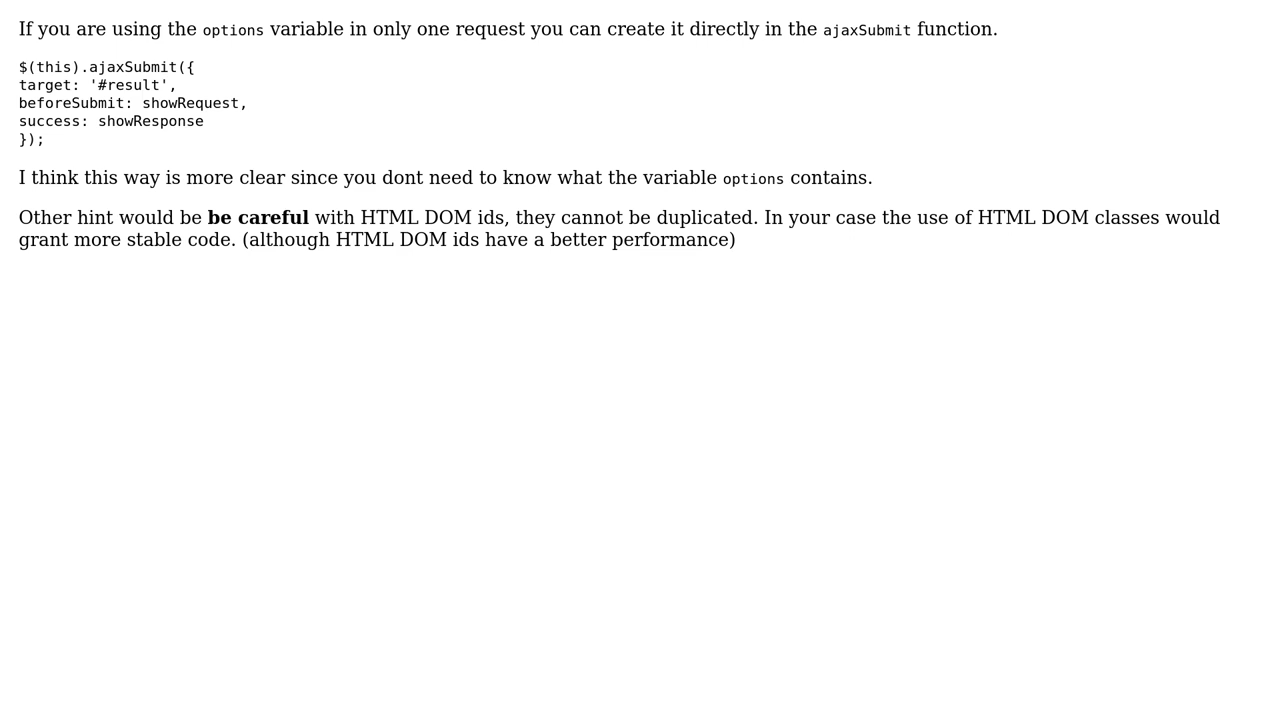 If you are using the options variable in only one request you can create it directly in the ajaxSubmit function.
$(this).ajaxSubmit({
target: '#result',
beforeSubmit: showRequest,
success: showResponse
});
I think this way is more clear since you dont need to know what the variable options contains.
Other hint would be be careful with HTML DOM ids, they cannot be duplicated. In your case the use of HTML DOM classes would
grant more stable code. (although HTML DOM ids have a better performance)